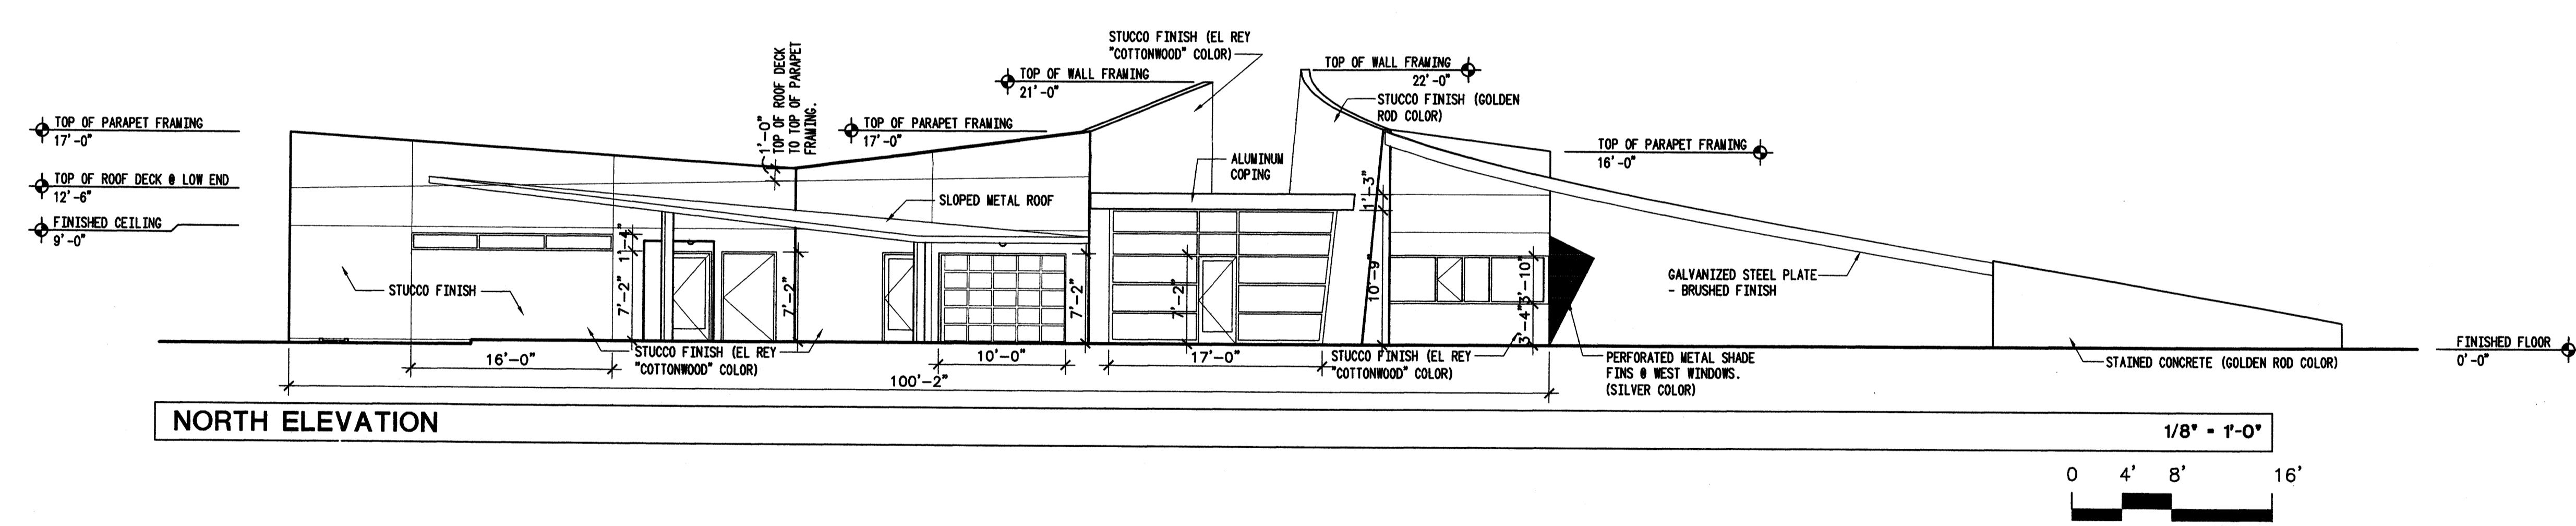 STUCCO FINISH (EL REY
"COTTONWOOD" COLOR)
TOP OF WALL FRAMING
21'-0"
TOP OF WALL FRAMING
22'-0"
STUCCO FINISH (GOLDEN
ROD COLOR)
TOP OF PARAPET FRAMING
17'-0"
1'-0"
TOP OF ROOF DECK
TO TOP OF PARAPET
FRAMING.
TOP OF PARAPET FRAMING
17'-0"
TOP OF PARAPET FRAMING
16'-0"
ALUMINUM
COPING
TOP OF ROOF DECK @ LOW END
12'-6"
1'-3"
SLOPED METAL ROOF
FINISHED CEILING
9'-0"
1'-4"
7'-2"
STUCCO FINISH
7'-2"
7'-2"
7'-2"
10'-9"
3'-10"
3'-4"
GALVANIZED STEEL PLATE
- BRUSHED FINISH
FINISHED FLOOR
0'-0"
16'-0"
STUCCO FINISH (EL REY
"COTTONWOOD" COLOR)
10'-0"
17'-0"
STUCCO FINISH (EL REY
"COTTONWOOD" COLOR)
PERFORATED METAL SHADE
FINS @ WEST WINDOWS.
(SILVER COLOR)
STAINED CONCRETE (GOLDEN ROD COLOR)
100'-2"
NORTH ELEVATION
1/8" = 1'-0"
0 4' 8' 16'